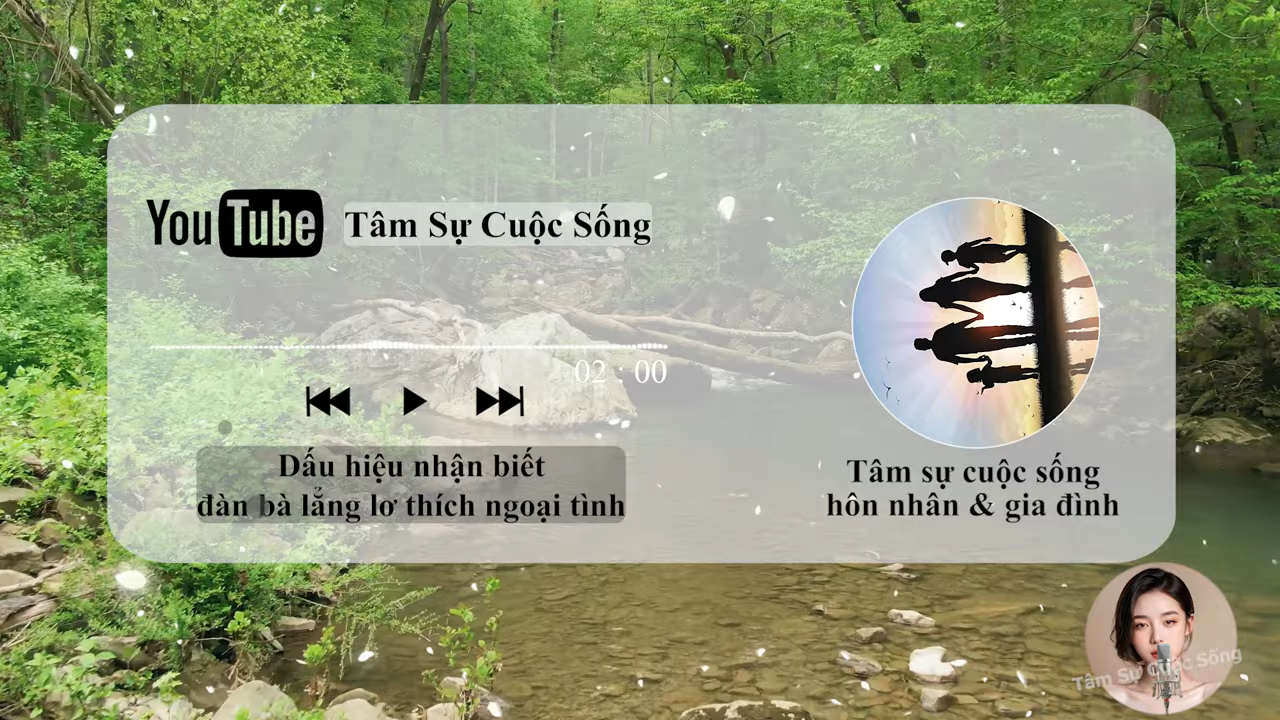 YouTube
Tâm Sự Cuộc Sống
02 : 00
Dấu hiệu nhận biết
đàn bà lẳng lơ thích ngoại tình
Tâm sự cuộc sống
hôn nhân & gia đình
Tâm Sự Cuộc Sống